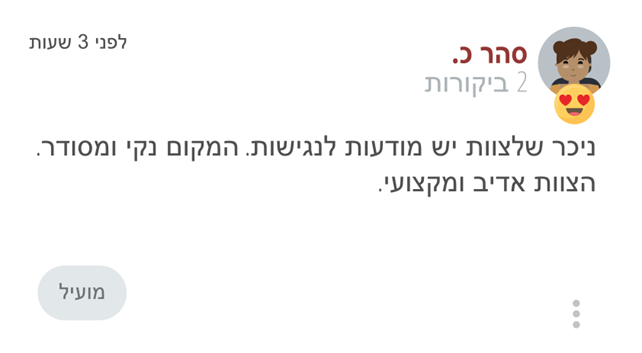 סהר כ.
לפני 3 שעות
2 ביקורות
ניכר שלצוות יש מודעות לנגישות. המקום נקי ומסודר.
הצוות אדיב ומקצועי.
מועיל